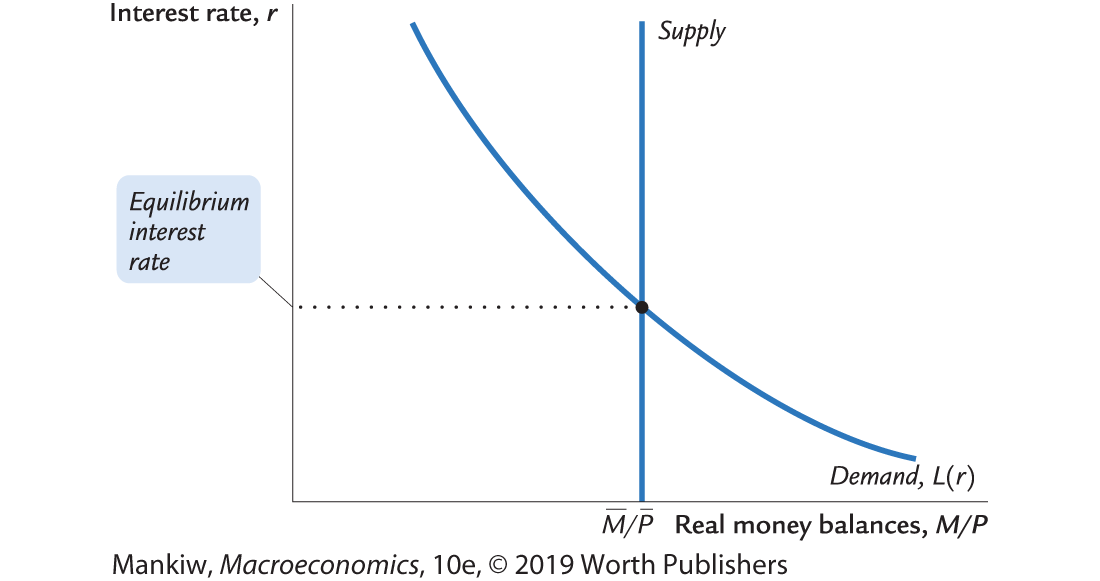 Interest rate, r
Supply
Equilibrium
interest
rate
Demand, L(r)
M̅/P̅ Real money balances, M/P
Mankiw, Macroeconomics, 10e, © 2019 Worth Publishers